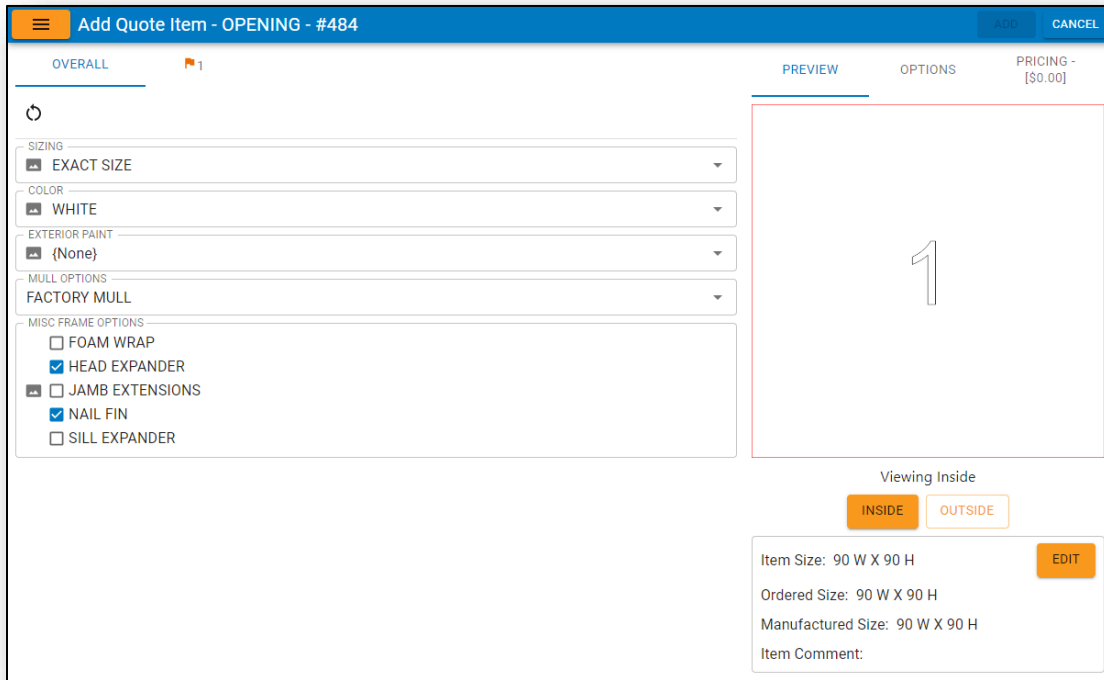 Add Quote Item - OPENING - #484
ADD
CANCEL
OVERALL
1
SIZING
EXACT SIZE
COLOR
WHITE
EXTERIOR PAINT
{None}
MULL OPTIONS
FACTORY MULL
MISC FRAME OPTIONS
FOAM WRAP
HEAD EXPANDER
JAMB EXTENSIONS
NAIL FIN
SILL EXPANDER
PREVIEW
OPTIONS
PRICING -
[$0.00]
1
Viewing Inside
INSIDE
OUTSIDE
Item Size: 90 W X 90 H
EDIT
Ordered Size: 90 W X 90 H
Manufactured Size: 90 W X 90 H
Item Comment: